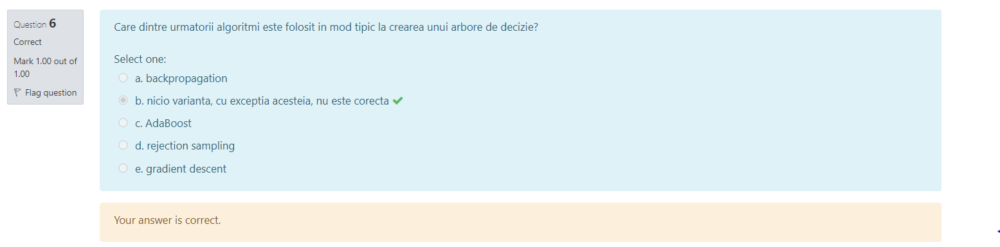 Question 6
Correct
Mark 1.00 out of
1.00
Flag question
Care dintre urmatorii algoritmi este folosit in mod tipic la crearea unui arbore de decizie?
Select one:
a. backpropagation
b. nicio varianta, cu exceptia acesteia, nu este corecta
c. AdaBoost
d. rejection sampling
e. gradient descent
Your answer is correct.